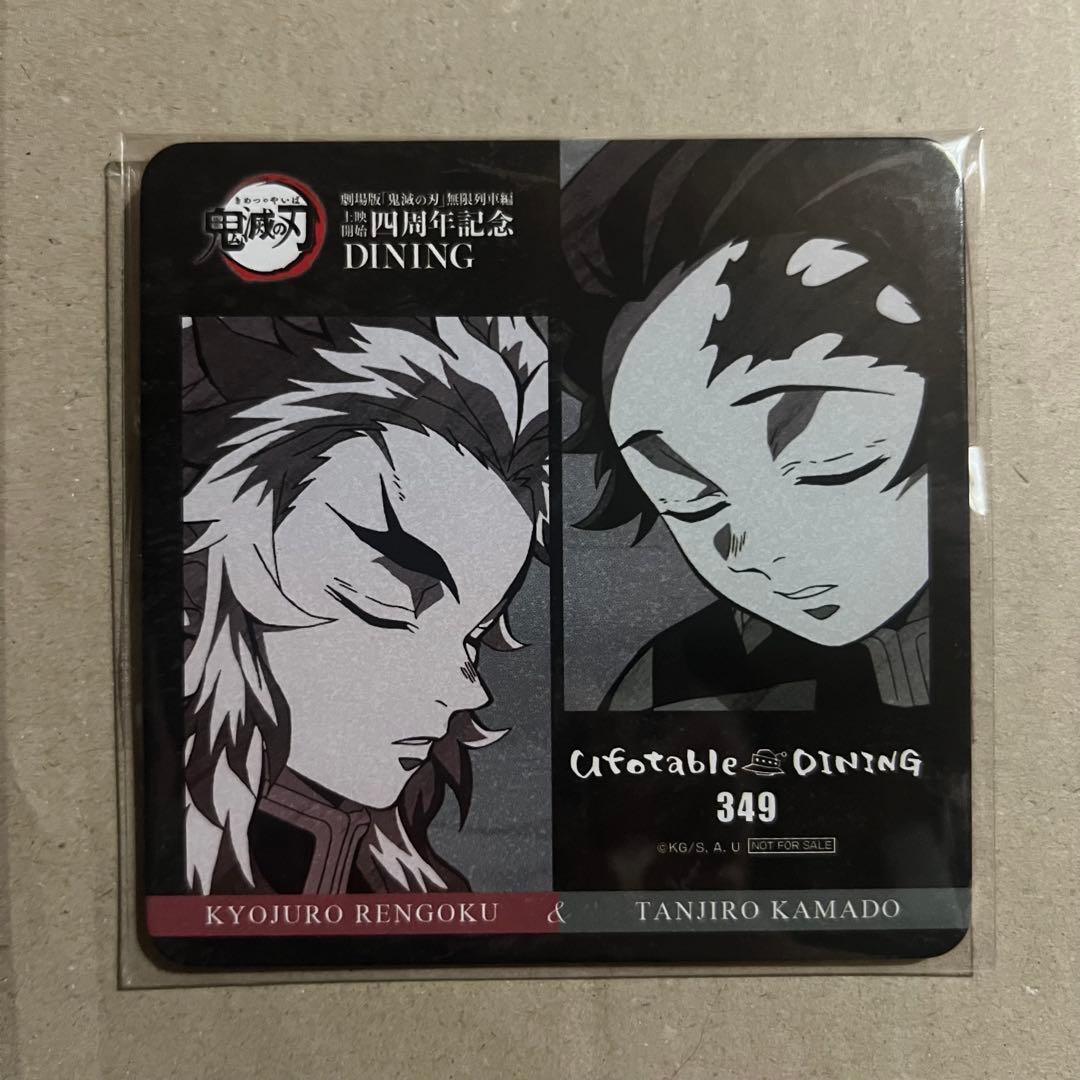 きめつのやいば
鬼滅の刃
劇場版「鬼滅の刃」無限列車編
上映開始 四周年記念
DINING
ufotable DINING
349
©KG/S, A. U NOT FOR SALE
KYOJURO RENGOKU & TANJIRO KAMADO